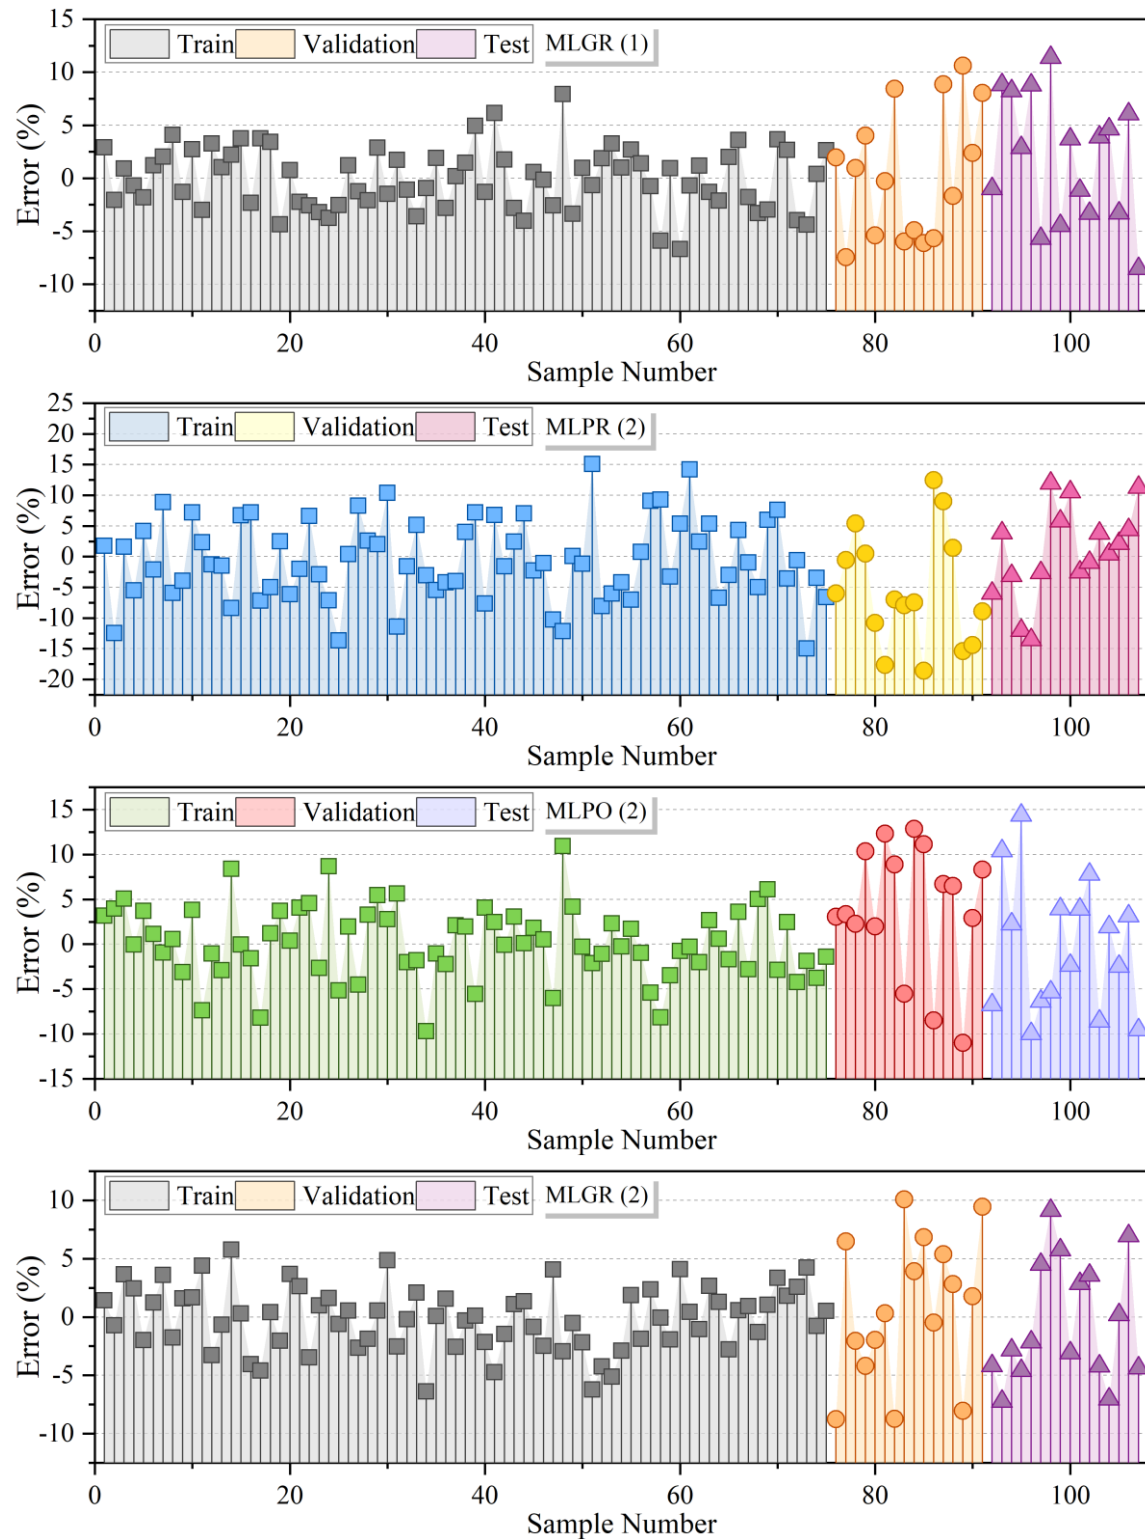 15
10
5
0
-5
-10
Error (%)
Train
Validation
Test
MLGR (1)
0
20
40
60
80
100
Sample Number
25
20
15
10
5
0
-5
-10
-15
-20
Error (%)
Train
Validation
Test
MLPR (2)
0
20
40
60
80
100
Sample Number
15
10
5
0
-5
-10
-15
Error (%)
Train
Validation
Test
MLPO (2)
0
20
40
60
80
100
Sample Number
10
5
0
-5
-10
Error (%)
Train
Validation
Test
MLGR (2)
0
20
40
60
80
100
Sample Number